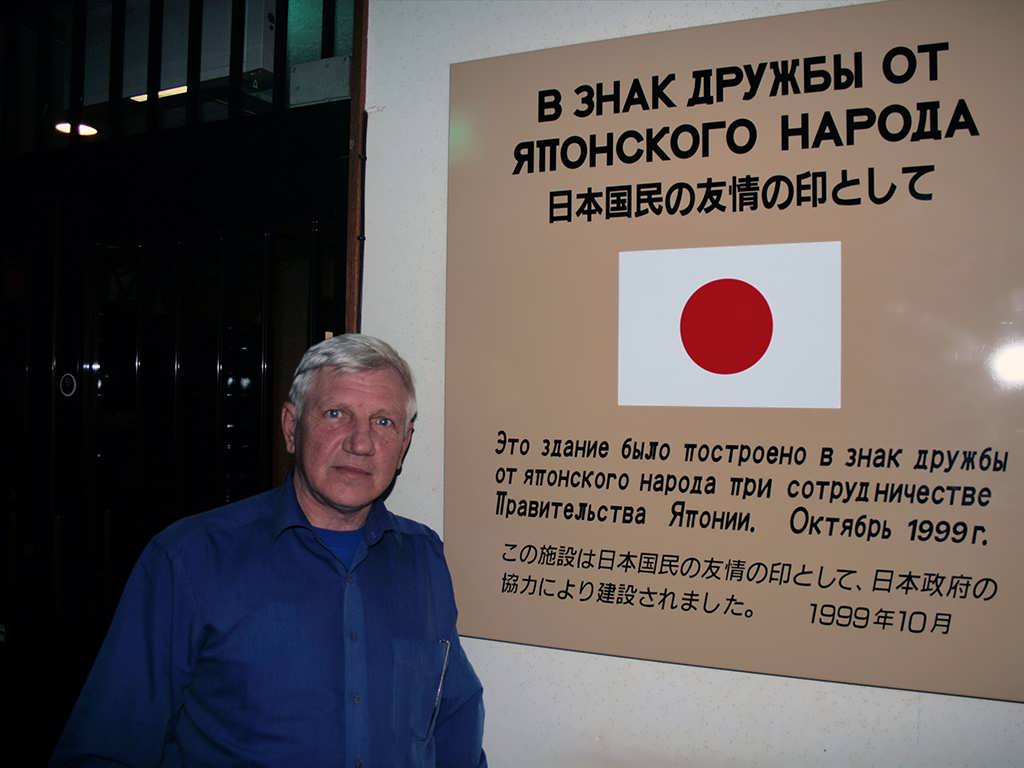 В ЗНАК ДРУЖБЫ ОТ
ЯПОНСКОГО НАРОДА
日本国民の友情の印として
Это здание было построено в знак дружбы
от японского народа при сотрудничестве
Правительства Японии. Октябрь 1999г.
この施設は日本国民の友情の印として、日本政府の
協力により建設されました。 1999年10月